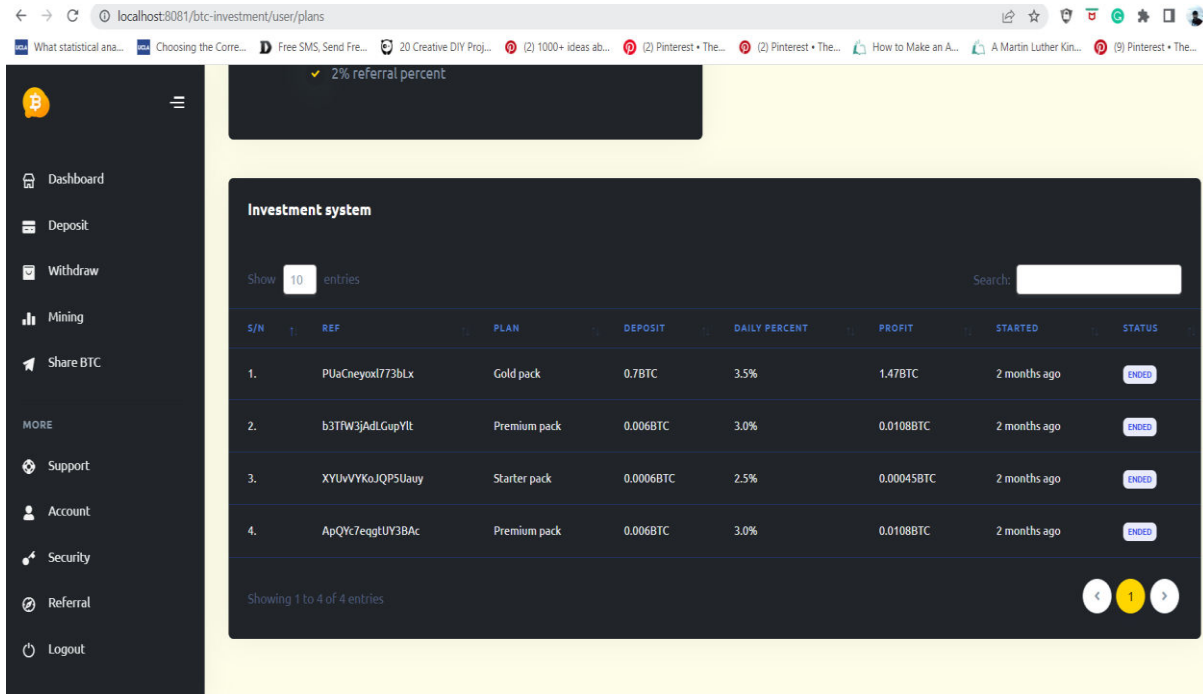 localhost:8081/btc-investment/user/plans
What statistical ana... Choosing the Corre... Free SMS, Send Fre... 20 Creative DIY Proj... (2) 1000+ ideas ab... (2) Pinterest • The... (2) Pinterest • The... How to Make an A... A Martin Luther Kin... (9) Pinterest • The...
2% referral percent
Dashboard
Deposit
Withdraw
Mining
Share BTC
MORE
Support
Account
Security
Referral
Logout
Investment system
Show 10 entries Search:
S/N REF PLAN DEPOSIT DAILY PERCENT PROFIT STARTED STATUS
1. PUaCneyoxl773bLx Gold pack 0.7BTC 3.5% 1.47BTC 2 months ago ENDED
2. b3TfW3jAdLGupYlt Premium pack 0.006BTC 3.0% 0.0108BTC 2 months ago ENDED
3. XYUvVYKoJQP5Uauy Starter pack 0.0006BTC 2.5% 0.00045BTC 2 months ago ENDED
4. ApQYc7eqgtUY3BAc Premium pack 0.006BTC 3.0% 0.0108BTC 2 months ago ENDED
Showing 1 to 4 of 4 entries
1